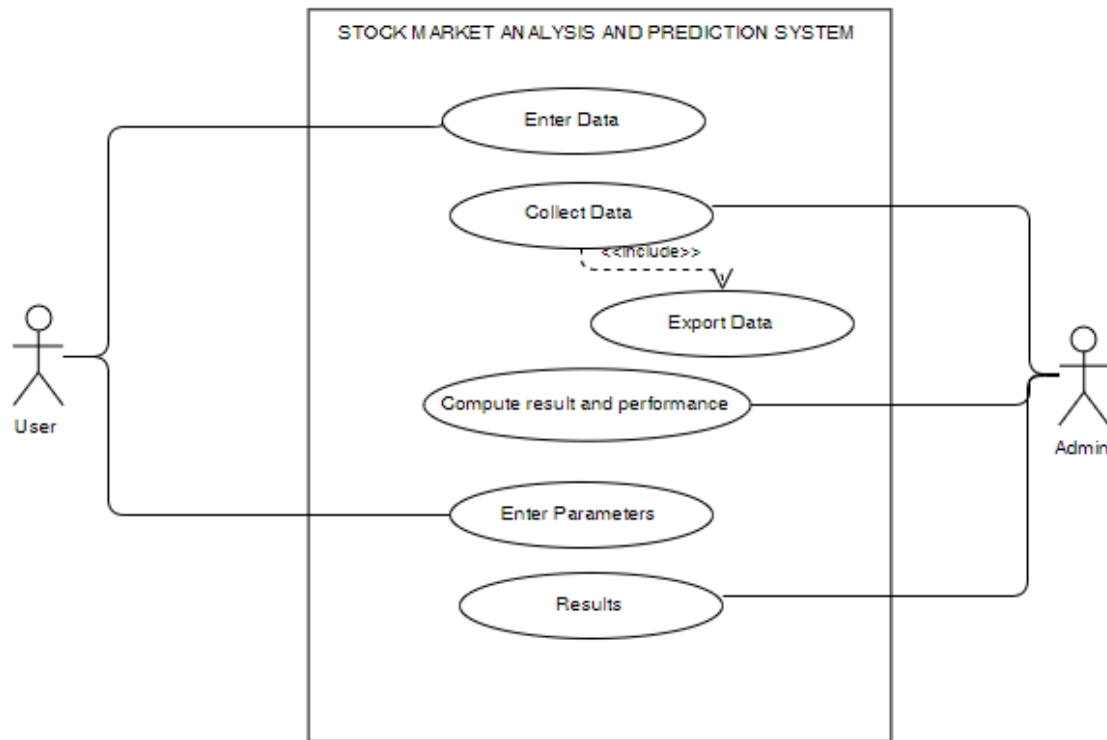 STOCK MARKET ANALYSIS AND PREDICTION SYSTEM
Enter Data
Collect Data
<<include>>
Export Data
Compute result and performance
User
Admin
Enter Parameters
Results